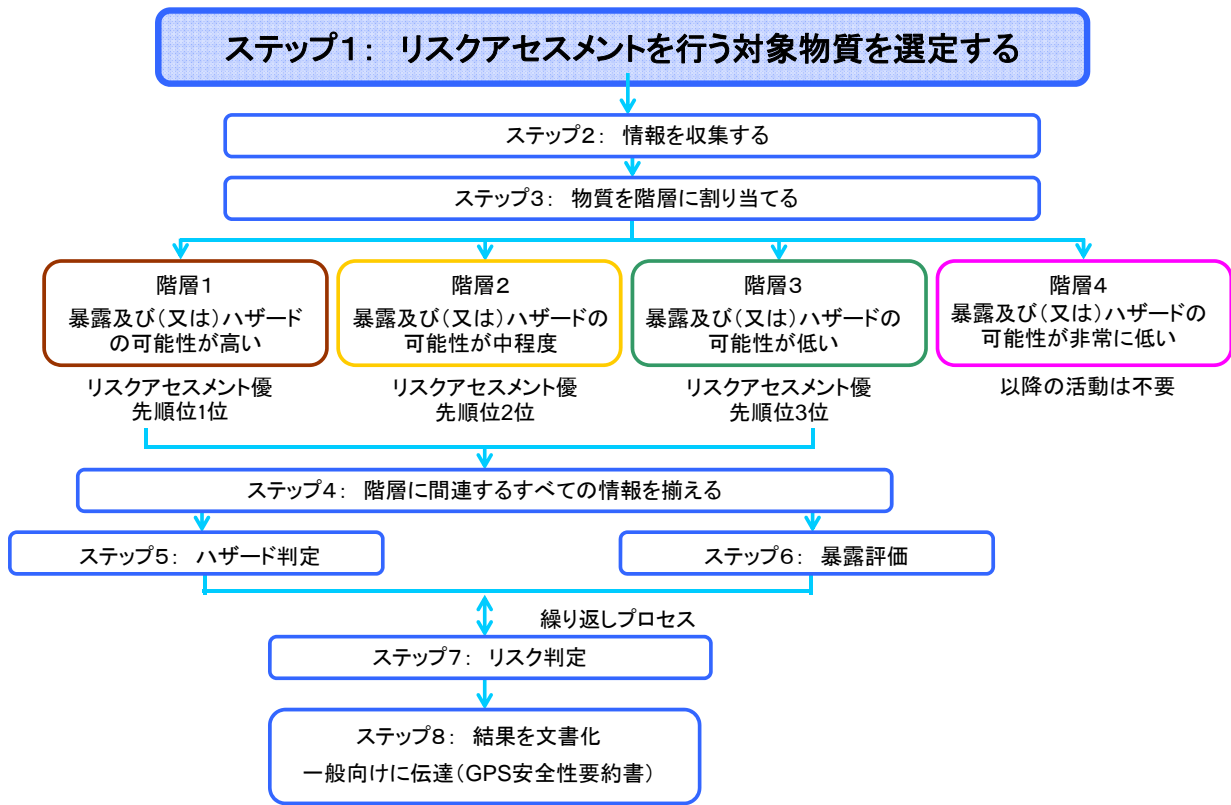 ステップ1： リスクアセスメントを行う対象物質を選定する
ステップ2： 情報を収集する
ステップ3： 物質を階層に割り当てる
階層1
暴露及び（又は）ハザード
の可能性が高い
階層2
暴露及び（又は）ハザードの
可能性が中程度
階層3
暴露及び（又は）ハザードの
可能性が低い
階層4
暴露及び（又は）ハザードの
可能性が非常に低い
リスクアセスメント優
先順位1位
リスクアセスメント優
先順位2位
リスクアセスメント優
先順位3位
以降の活動は不要
ステップ4： 階層に間連するすべての情報を揃える
ステップ5： ハザード判定
ステップ6： 暴露評価
繰り返しプロセス
ステップ7： リスク判定
ステップ8： 結果を文書化
一般向けに伝達（GPS安全性要約書）